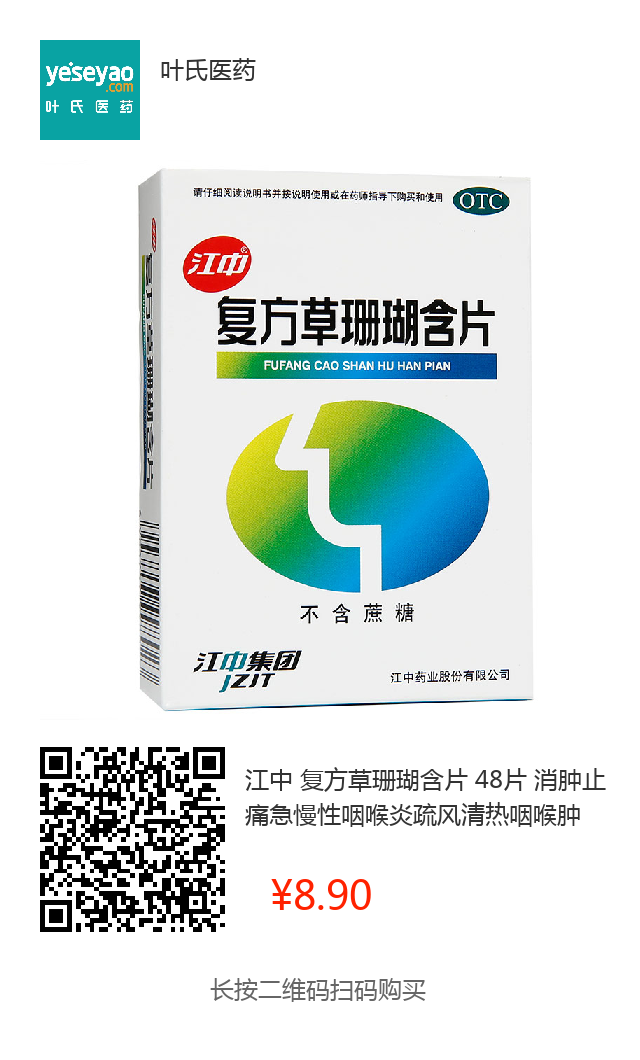 yeseyao
.com
叶氏医药
叶氏医药
请仔细阅读说明书并按说明使用或在药师指导下购买和使用
OTC
江中®
复方草珊瑚含片
FUFANG CAO SHAN HU HAN PIAN
不含蔗糖
江中集团
JZJT
江中药业股份有限公司
江中 复方草珊瑚含片 48片 消肿止
痛急慢性咽喉炎疏风清热咽喉肿
¥8.90
长按二维码扫码购买